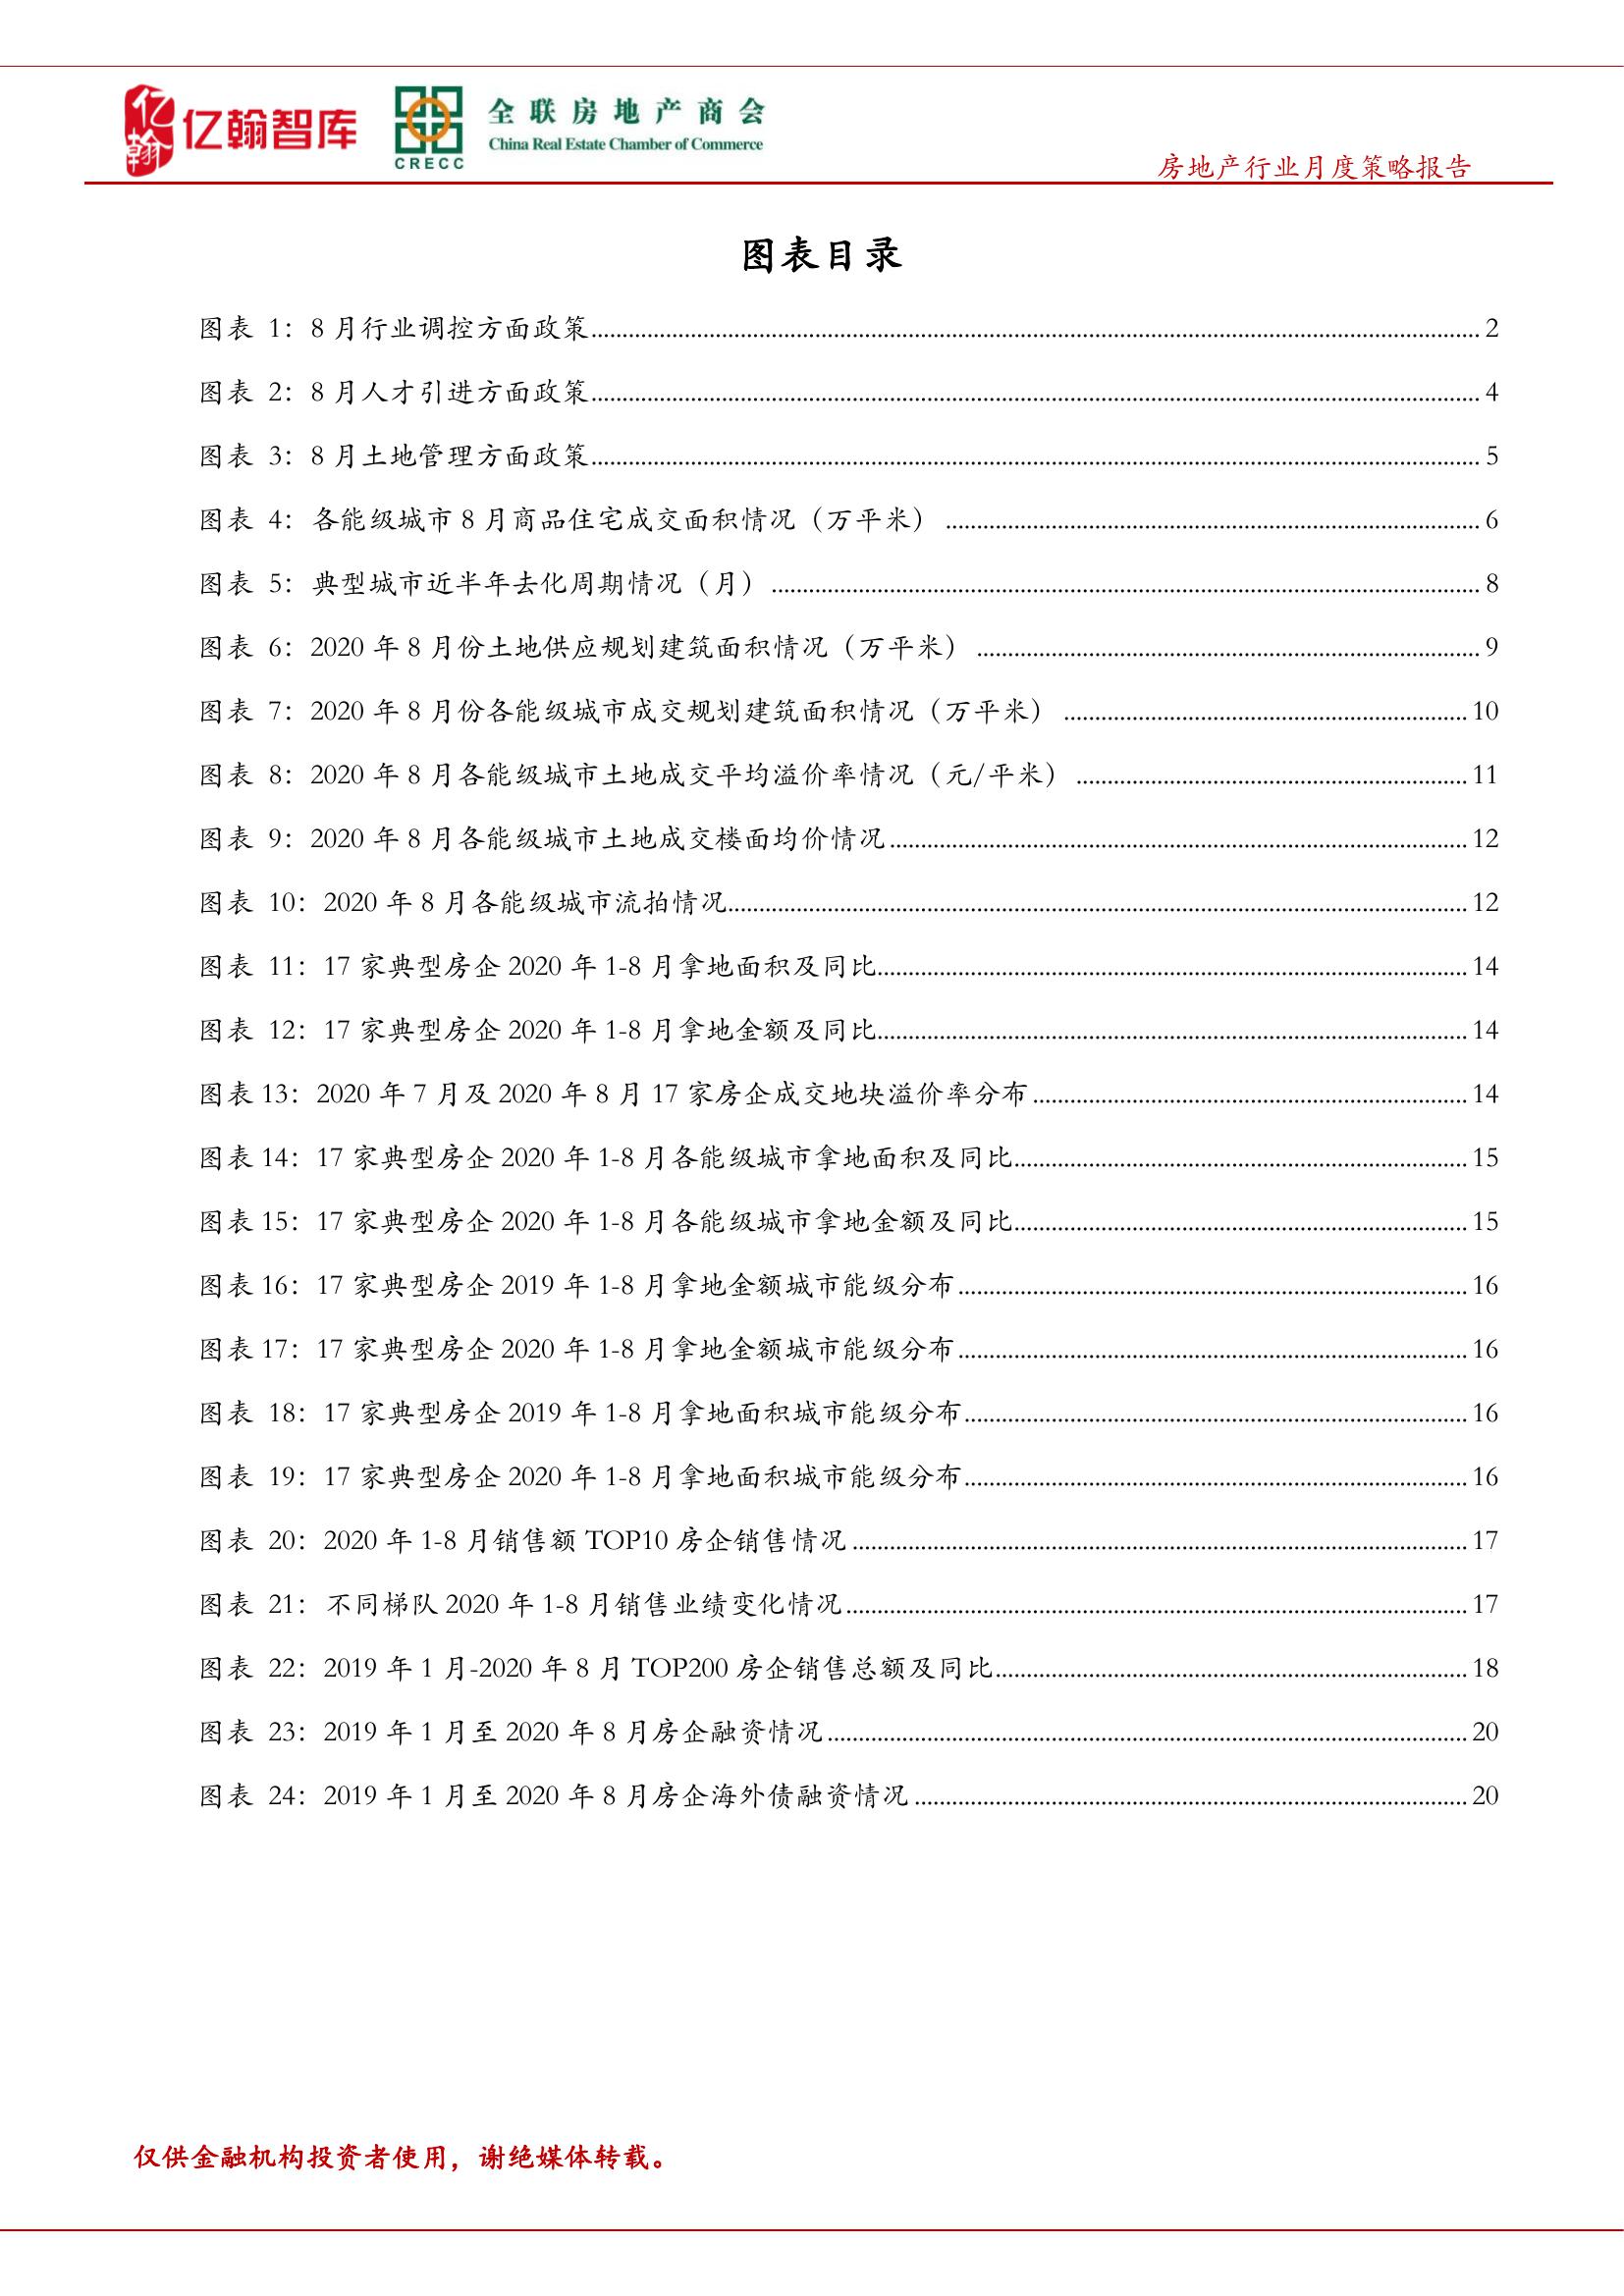 亿翰
亿翰智库
CRECC
全联房地产商会
China Real Estate Chamber of Commerce
房地产行业月度策略报告
图表目录
图表 1：8 月行业调控方面政策 2
图表 2：8 月人才引进方面政策 4
图表 3：8 月土地管理方面政策 5
图表 4：各能级城市 8 月商品住宅成交面积情况（万平米） 6
图表 5：典型城市近半年去化周期情况（月） 8
图表 6：2020 年 8 月份土地供应规划建筑面积情况（万平米） 9
图表 7：2020 年 8 月份各能级城市成交规划建筑面积情况（万平米） 10
图表 8：2020 年 8 月各能级城市土地成交平均溢价率情况（元/平米） 11
图表 9：2020 年 8 月各能级城市土地成交楼面均价情况 12
图表 10：2020 年 8 月各能级城市流拍情况 12
图表 11：17 家典型房企 2020 年 1-8 月拿地面积及同比 14
图表 12：17 家典型房企 2020 年 1-8 月拿地金额及同比 14
图表 13：2020 年 7 月及 2020 年 8 月 17 家房企成交地块溢价率分布 14
图表 14：17 家典型房企 2020 年 1-8 月各能级城市拿地面积及同比 15
图表 15：17 家典型房企 2020 年 1-8 月各能级城市拿地金额及同比 15
图表 16：17 家典型房企 2019 年 1-8 月拿地金额城市能级分布 16
图表 17：17 家典型房企 2020 年 1-8 月拿地金额城市能级分布 16
图表 18：17 家典型房企 2019 年 1-8 月拿地面积城市能级分布 16
图表 19：17 家典型房企 2020 年 1-8 月拿地面积城市能级分布 16
图表 20：2020 年 1-8 月销售额 TOP10 房企销售情况 17
图表 21：不同梯队 2020 年 1-8 月销售业绩变化情况 17
图表 22：2019 年 1 月-2020 年 8 月 TOP200 房企销售总额及同比 18
图表 23：2019 年 1 月至 2020 年 8 月房企融资情况 20
图表 24：2019 年 1 月至 2020 年 8 月房企海外债融资情况 20
仅供金融机构投资者使用，谢绝媒体转载。